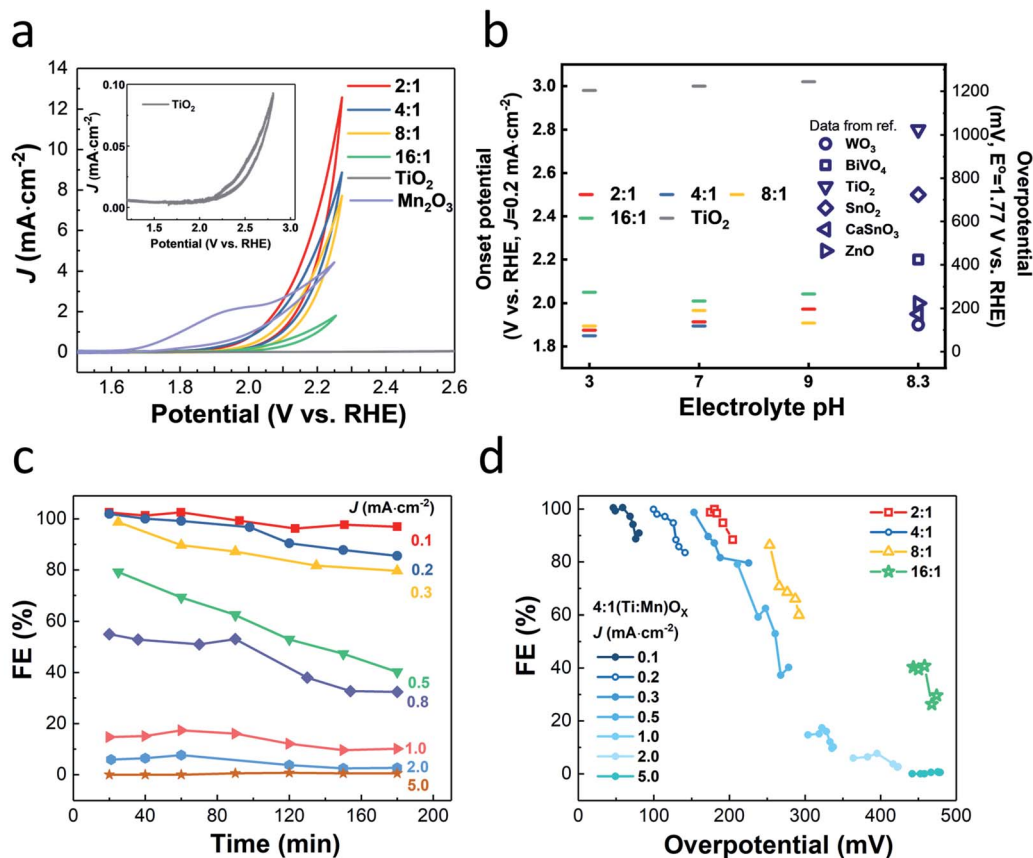 a
14
12
10
8
6
4
2
0
J (mA·cm⁻²)
1.6
1.8
2.0
2.2
2.4
2.6
Potential (V vs. RHE)
2:1
4:1
8:1
16:1
TiO₂
Mn₂O₃
0.10
0.05
0.00
J (mA·cm⁻²)
TiO₂
1.5
2.0
2.5
3.0
Potential (V vs. RHE)
b
Onset potential
(V vs. RHE, J=0.2 mA·cm⁻²)
3.0
2.8
2.6
2.4
2.2
2.0
1.8
2:1
4:1
8:1
16:1
TiO₂
Data from ref.
WO₃
BiVO₄
TiO₂
SnO₂
CaSnO₃
ZnO
1200
1000
800
600
400
200
0
Overpotential
(mV, E⁰=1.77 V vs. RHE)
3
7
9
8.3
Electrolyte pH
c
FE (%)
100
80
60
40
20
0
J (mA·cm⁻²)
0.1
0.2
0.3
0.5
0.8
1.0
2.0
5.0
0
40
80
120
160
200
Time (min)
d
FE (%)
100
80
60
40
20
0
2:1
4:1
8:1
16:1
4:1(Ti:Mn)Oₓ
J (mA·cm⁻²)
0.1
0.2
0.3
0.5
1.0
2.0
5.0
0
100
200
300
400
500
Overpotential (mV)